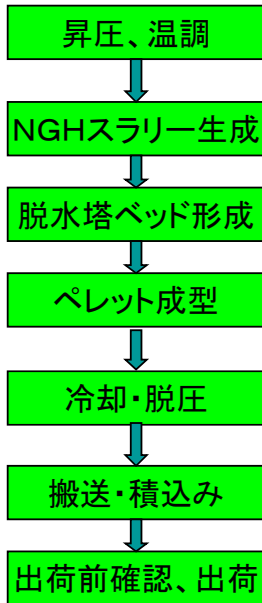 昇圧、温調
NGHスラリー生成
脱水塔ベッド形成
ペレット成型
冷却・脱圧
搬送・積込み
出荷前確認、出荷